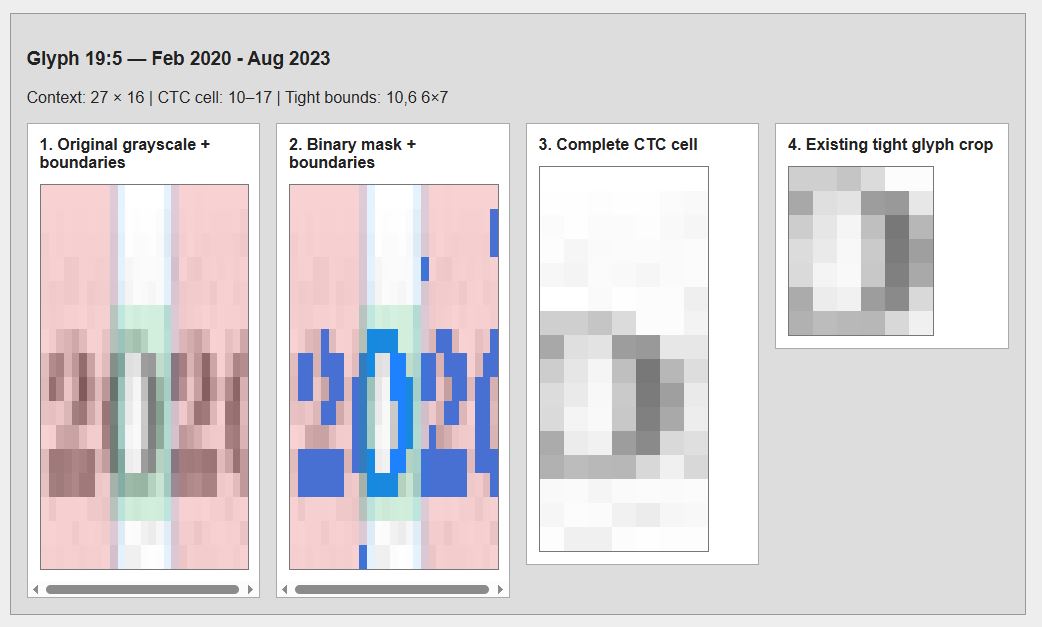 Glyph 19:5 — Feb 2020 - Aug 2023
Context: 27 × 16 | CTC cell: 10–17 | Tight bounds: 10,6 6×7
1. Original grayscale +
boundaries
2. Binary mask +
boundaries
3. Complete CTC cell
4. Existing tight glyph crop